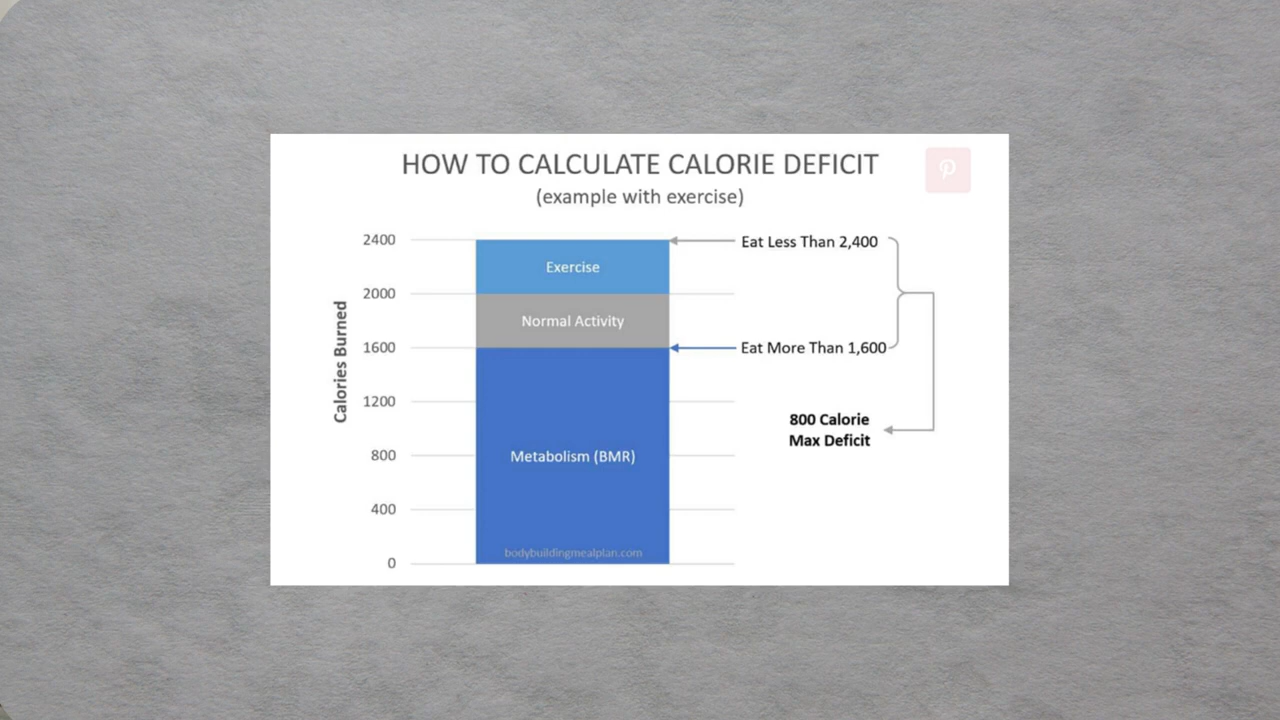 HOW TO CALCULATE CALORIE DEFICIT
(example with exercise)
Calories Burned
2400
2000
1600
1200
800
400
0
Exercise
Normal Activity
Metabolism (BMR)
bodybuildingmealplan.com
Eat Less Than 2,400
Eat More Than 1,600
800 Calorie
Max Deficit